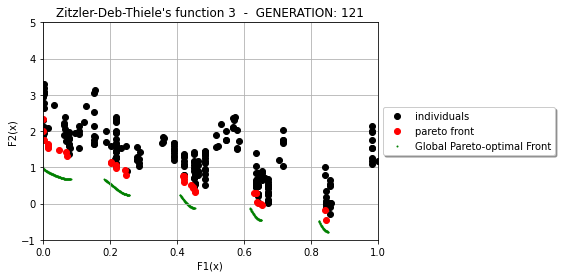 Zitzler-Deb-Thiele's function 3 - GENERATION: 121
5
4
3
2
1
0
-1
F2(x)
0.0 0.2 0.4 0.6 0.8 1.0
F1(x)
individuals
pareto front
Global Pareto-optimal Front